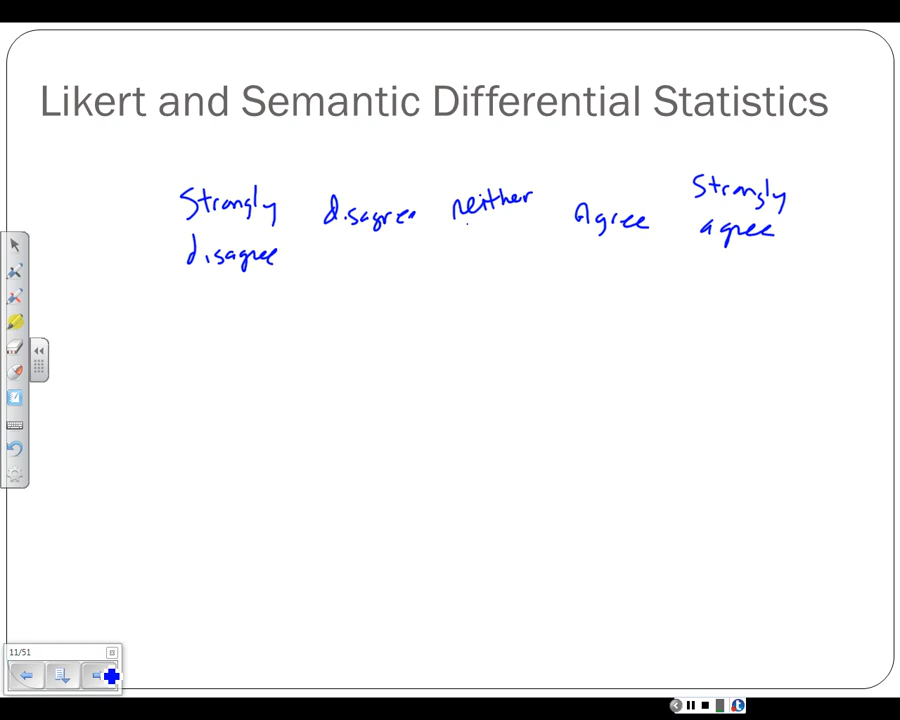 Likert and Semantic Differential Statistics
Strongly disagree neither Agree Strongly
disagree agree
11/51